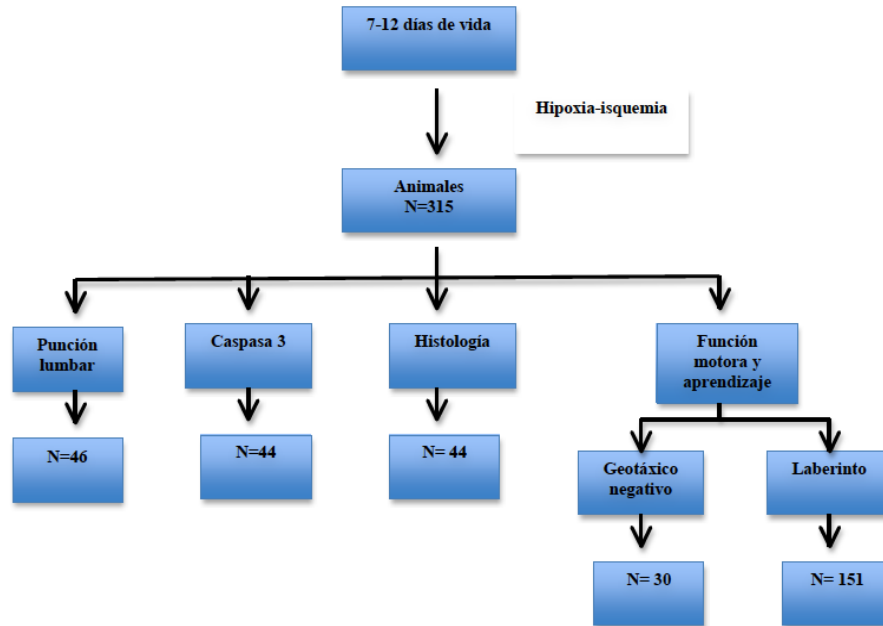 7-12 días de vida
Hipoxia-isquemia
Animales
N=315
Punción
lumbar
Caspasa 3
Histología
Función
motora y
aprendizaje
N=46
N=44
N= 44
Geotáxico
negativo
Laberinto
N= 30
N= 151